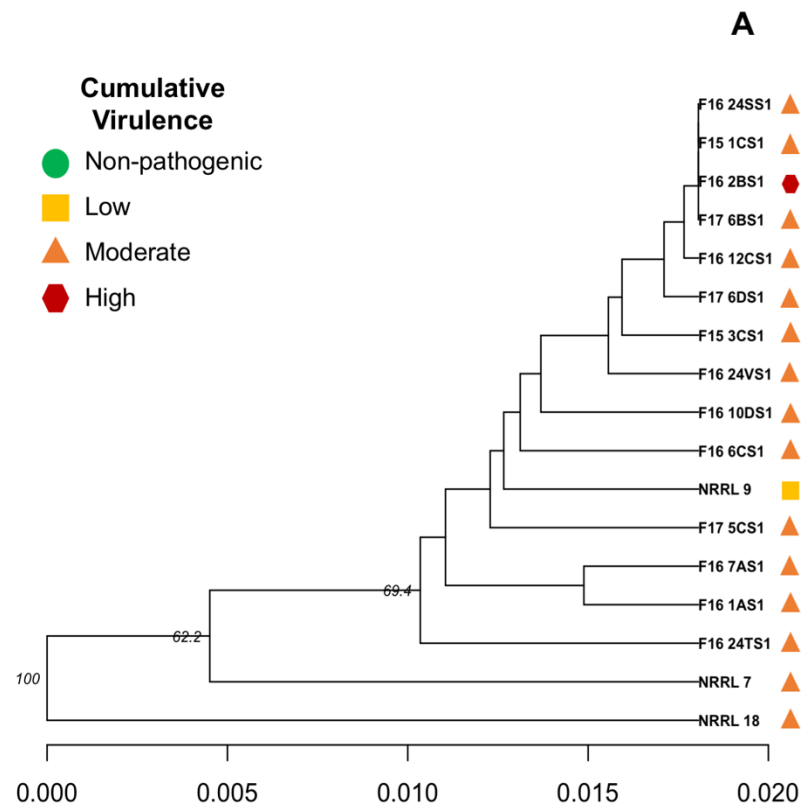 A
Cumulative
Virulence
Non-pathogenic
Low
Moderate
High
F16 24SS1
F15 1CS1
F16 2BS1
F17 6BS1
F16 12CS1
F17 6DS1
F15 3CS1
F16 24VS1
F16 10DS1
F16 6CS1
NRRL 9
F17 5CS1
F16 7AS1
F16 1AS1
F16 24TS1
NRRL 7
NRRL 18
69.4
62.2
100
0.000 0.005 0.010 0.015 0.020